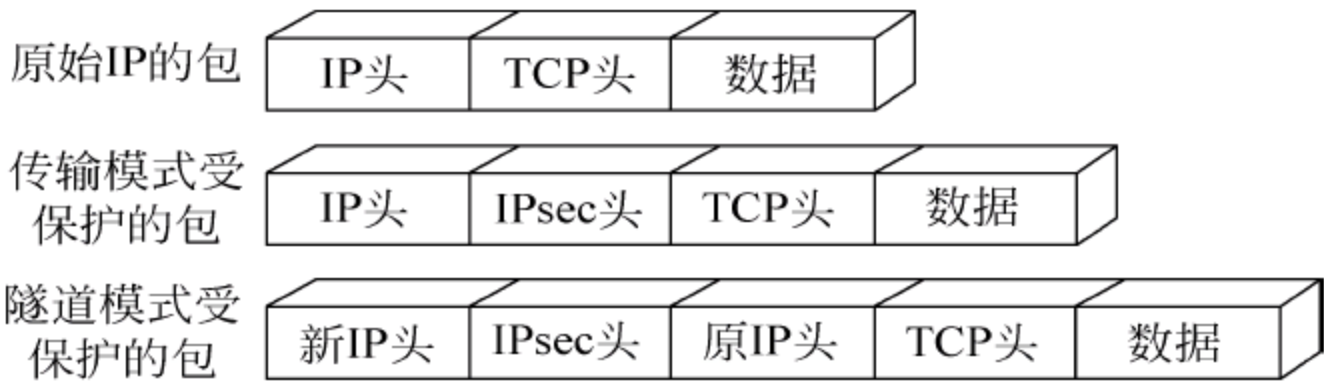 原始IP的包 IP头 TCP头 数据
传输模式受
保护的包 IP头 IPsec头 TCP头 数据
隧道模式受
保护的包 新IP头 IPsec头 原IP头 TCP头 数据